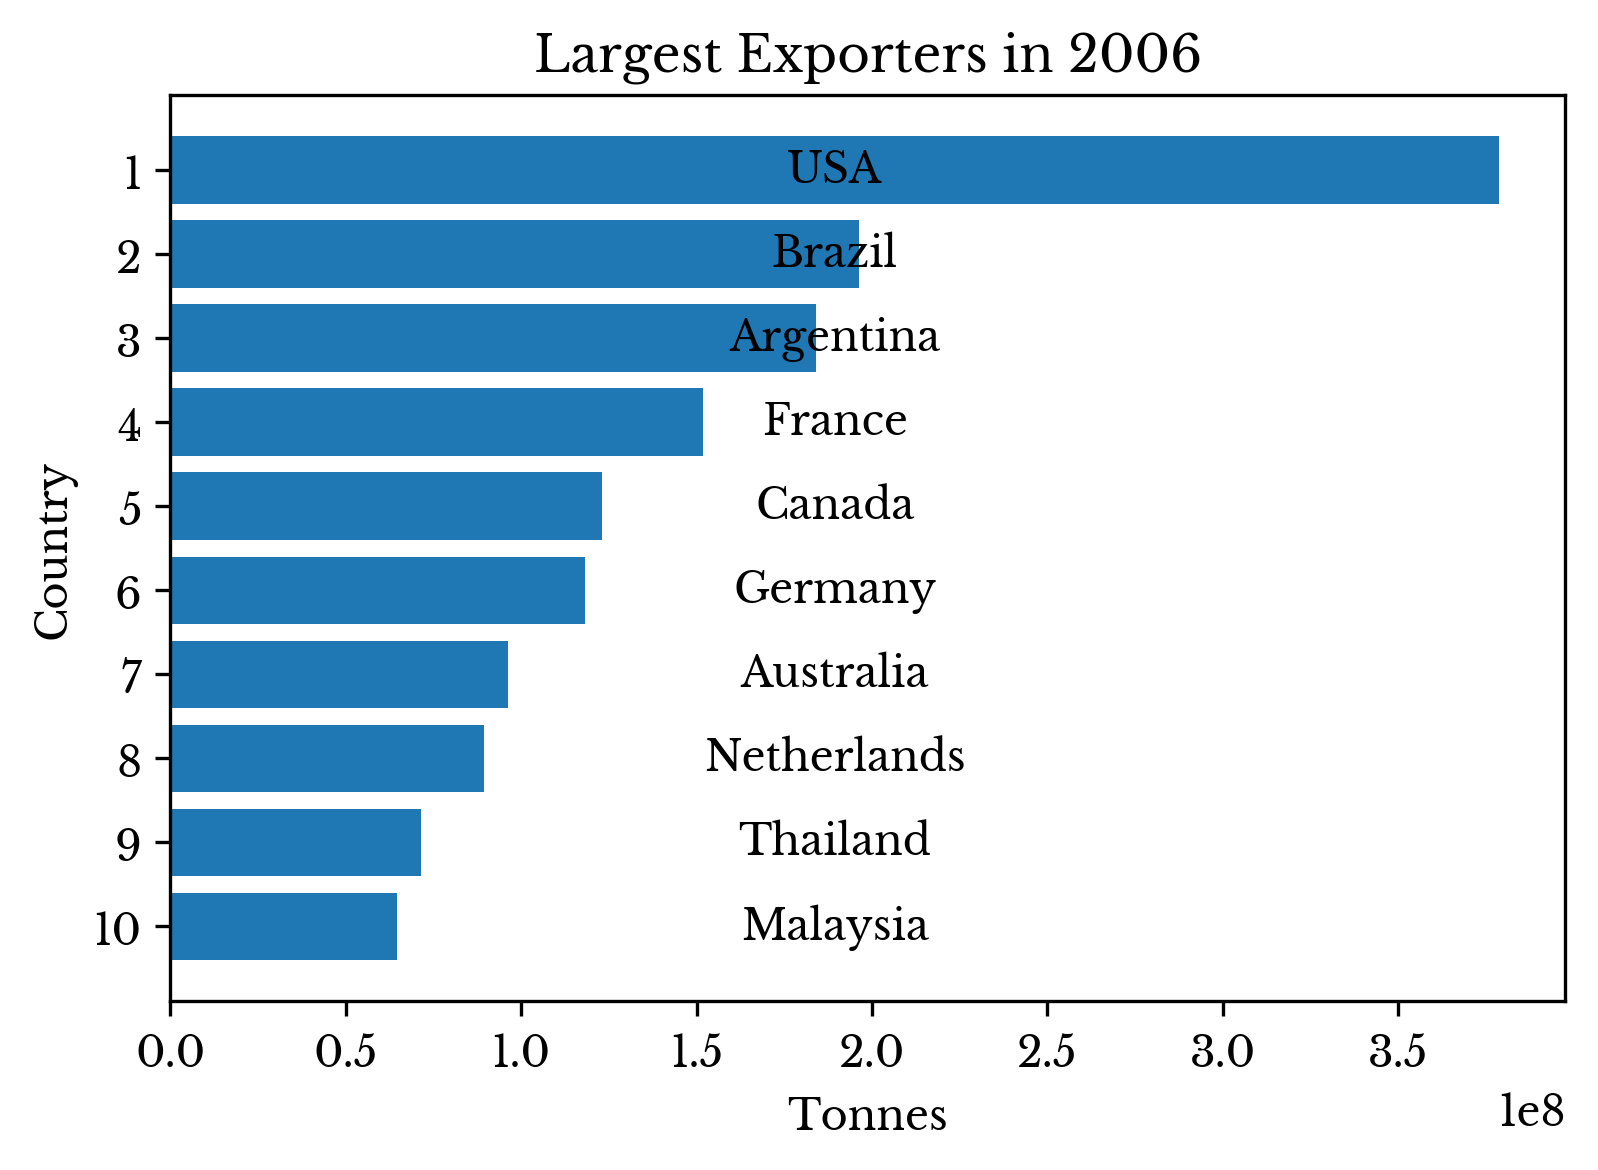 Largest Exporters in 2006
1 USA
2 Brazil
3 Argentina
4 France
5 Canada
6 Germany
7 Australia
8 Netherlands
9 Thailand
10 Malaysia
Country
0.0 0.5 1.0 1.5 2.0 2.5 3.0 3.5
Tonnes
1e8